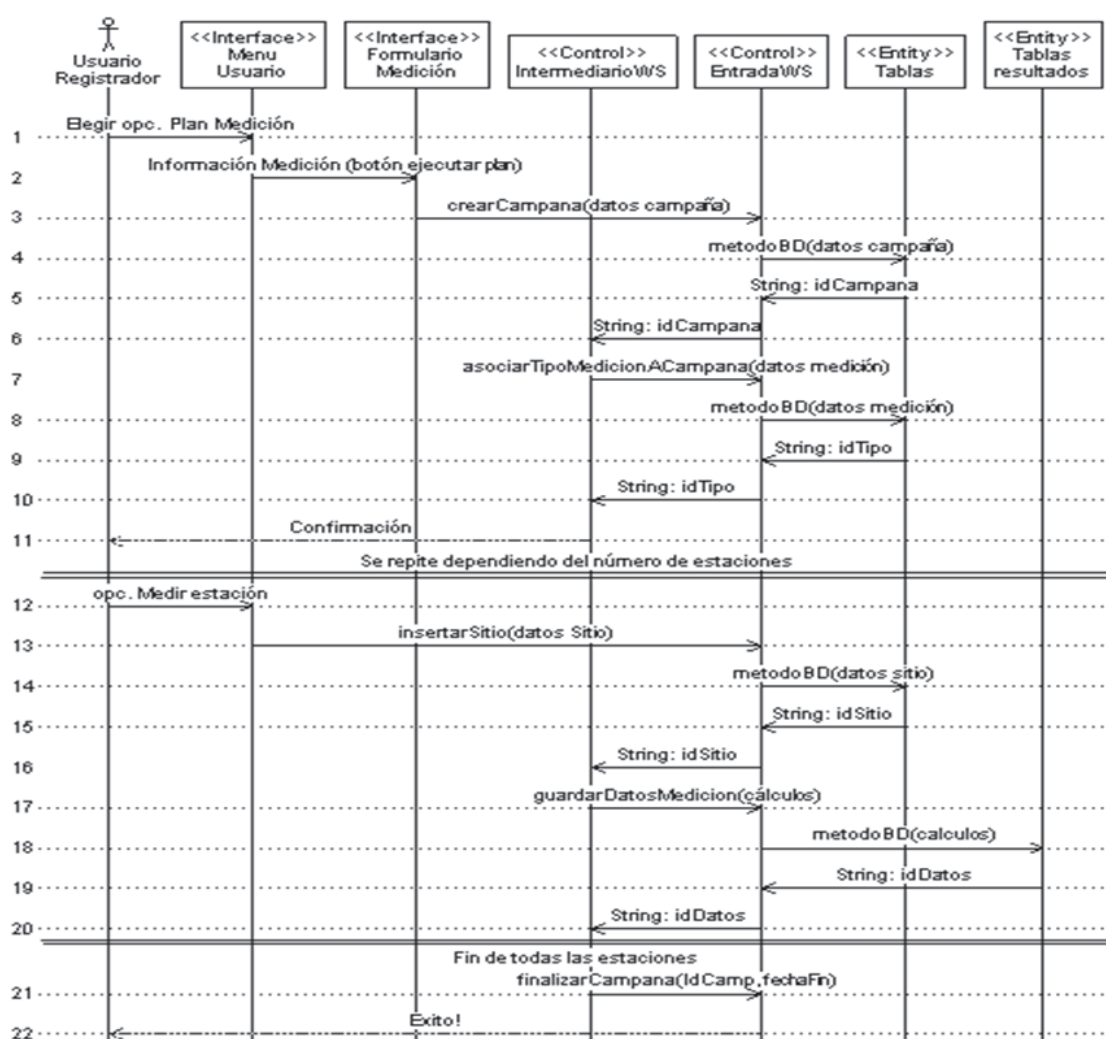 Usuario
Registrador
<<Interface>>
Menu
Usuario
<<Interface>>
Formulario
Medición
<<Control>>
IntermediarioWS
<<Control>>
EntradaWS
<<Entity>>
Tablas
<<Entity>>
Tablas
resultados
Elegir opc. Plan Medición
1
Información Medición (botón ejecutar plan)
2
crearCampana(datos campaña)
3
metodoBD(datos campaña)
4
String: idCampana
5
String: idCampana
6
asociarTipoMedicionACampana(datos medición)
7
metodoBD(datos medición)
8
String: idTipo
9
String: idTipo
10
Confirmación
11
Se repite dependiendo del número de estaciones
opc. Medir estación
12
insertarSitio(datos Sitio)
13
metodoBD(datos sitio)
14
String: idSitio
15
String: idSitio
16
guardarDatosMedicion(cálculos)
17
metodoBD(calculos)
18
String: idDatos
19
String: idDatos
20
Fin de todas las estaciones
finalizarCampana(IdCamp,fechaFin)
21
Exito!
22